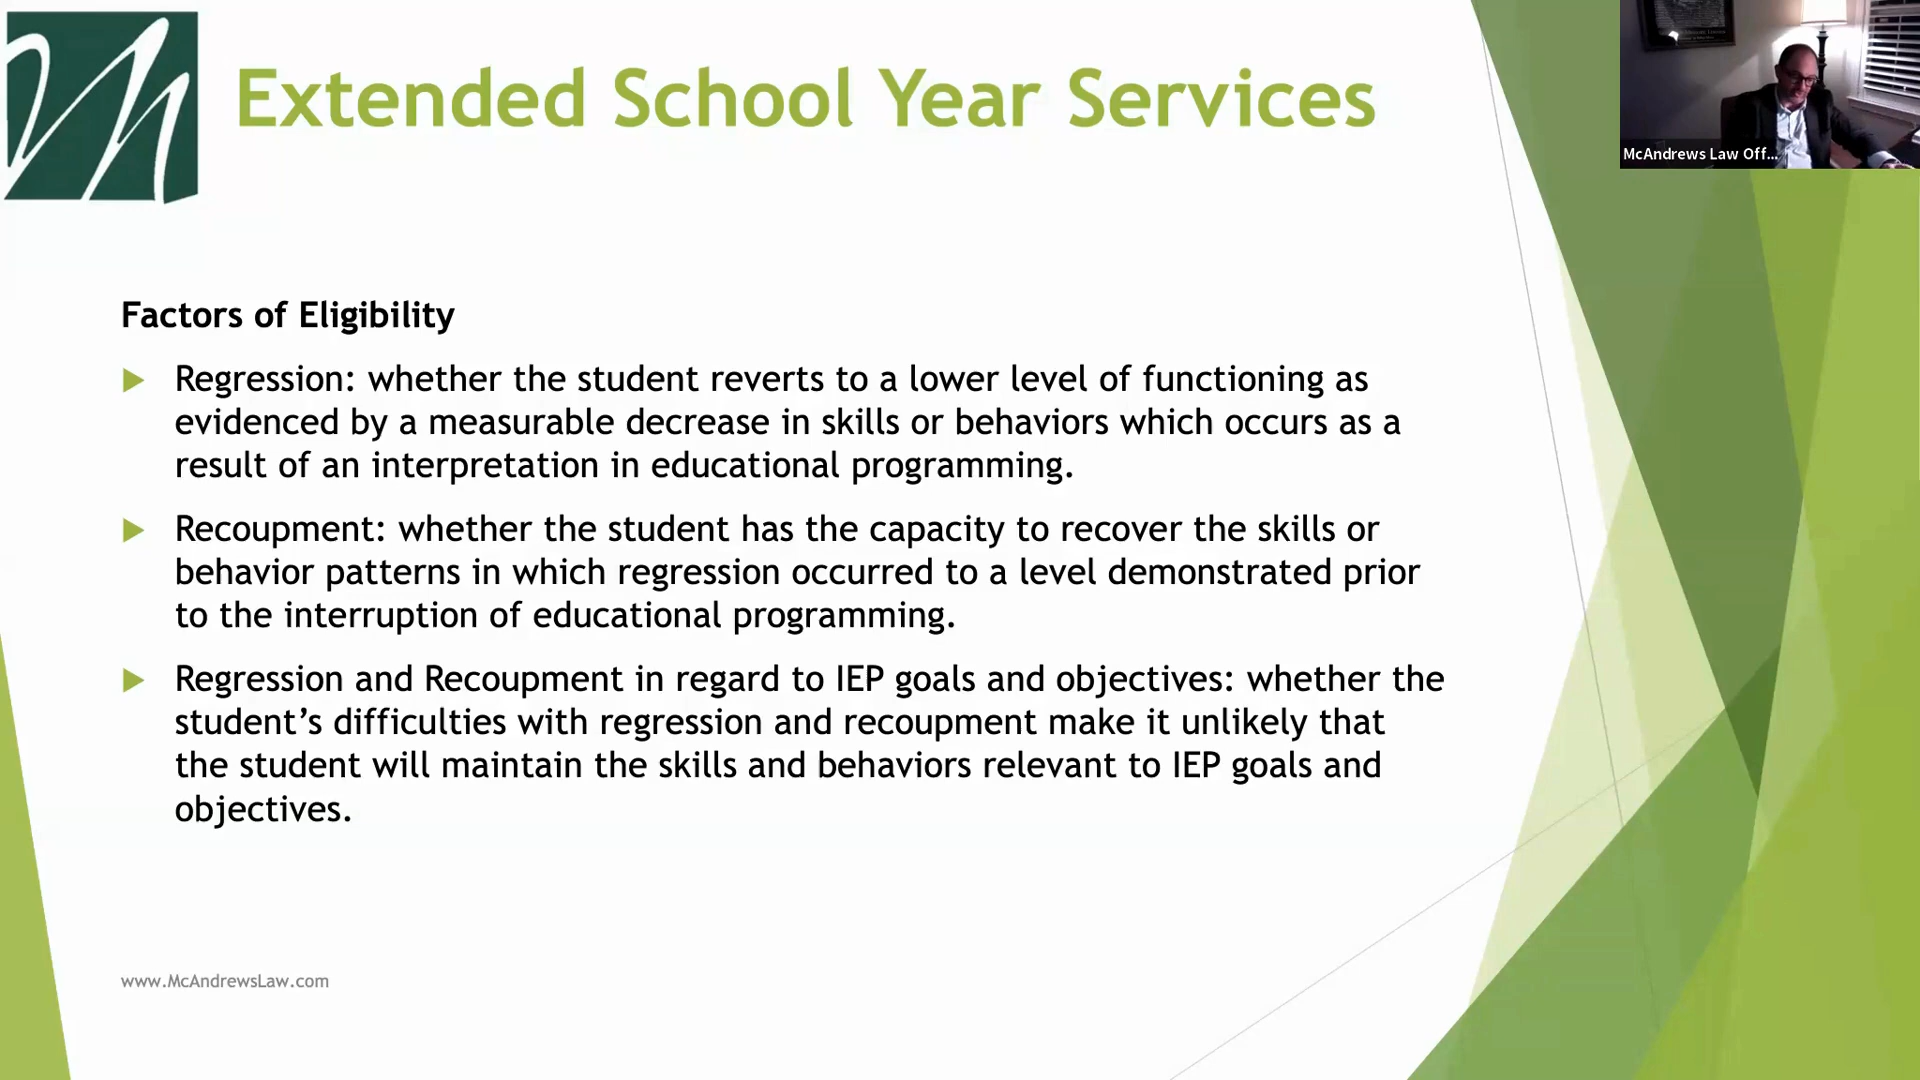 Extended School Year Services
McAndrews Law Off...
Factors of Eligibility
Regression: whether the student reverts to a lower level of functioning as
evidenced by a measurable decrease in skills or behaviors which occurs as a
result of an interpretation in educational programming.
Recoupment: whether the student has the capacity to recover the skills or
behavior patterns in which regression occurred to a level demonstrated prior
to the interruption of educational programming.
Regression and Recoupment in regard to IEP goals and objectives: whether the
student’s difficulties with regression and recoupment make it unlikely that
the student will maintain the skills and behaviors relevant to IEP goals and
objectives.
www.McAndrewsLaw.com